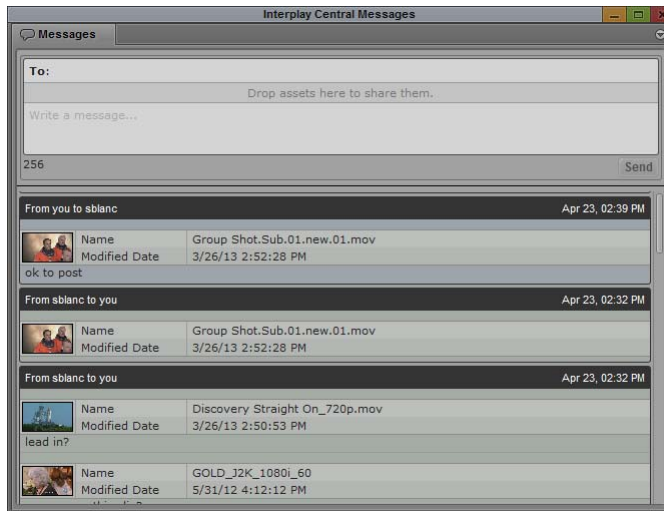 Interplay Central Messages
Messages
To:
Drop assets here to share them.
Write a message...
256
Send
From you to sblanc Apr 23, 02:39 PM
Name Group Shot.Sub.01.new.01.mov
Modified Date 3/26/13 2:52:28 PM
ok to post
From sblanc to you Apr 23, 02:32 PM
Name Group Shot.Sub.01.new.01.mov
Modified Date 3/26/13 2:52:28 PM
From sblanc to you Apr 23, 02:32 PM
Name Discovery Straight On_720p.mov
Modified Date 3/26/13 2:50:53 PM
lead in?
Name GOLD_J2K_1080i_60
Modified Date 5/31/12 4:12:12 PM